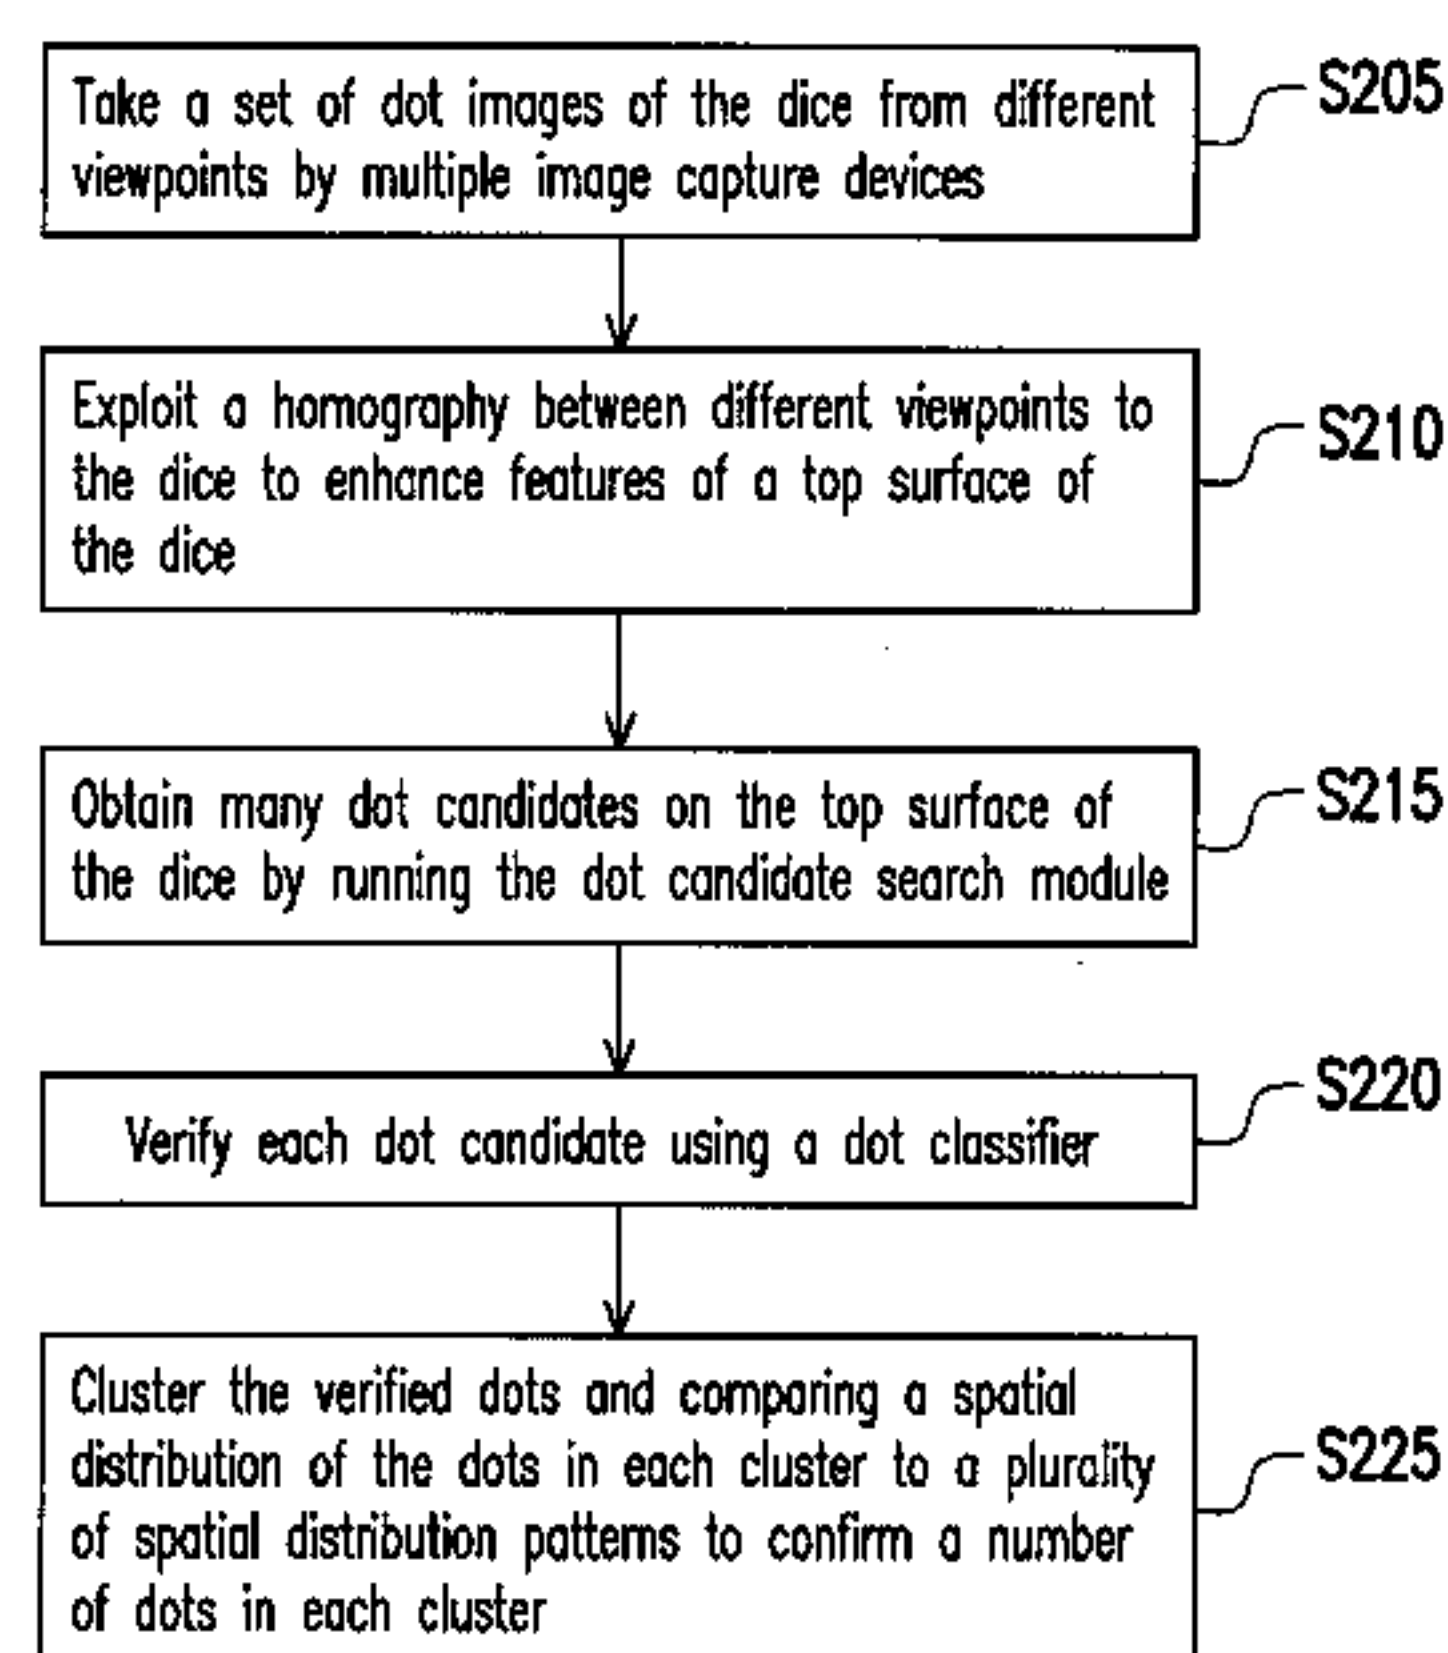 Take a set of dot images of the dice from different
viewpoints by multiple image capture devices
S205
Exploit a homography between different viewpoints to
the dice to enhance features of a top surface of
the dice
S210
Obtain many dot candidates on the top surface of
the dice by running the dot candidate search module
S215
Verify each dot candidate using a dot classifier
S220
Cluster the verified dots and comparing a spatial
distribution of the dots in each cluster to a plurality
of spatial distribution patterns to confirm a number
of dots in each cluster
S225